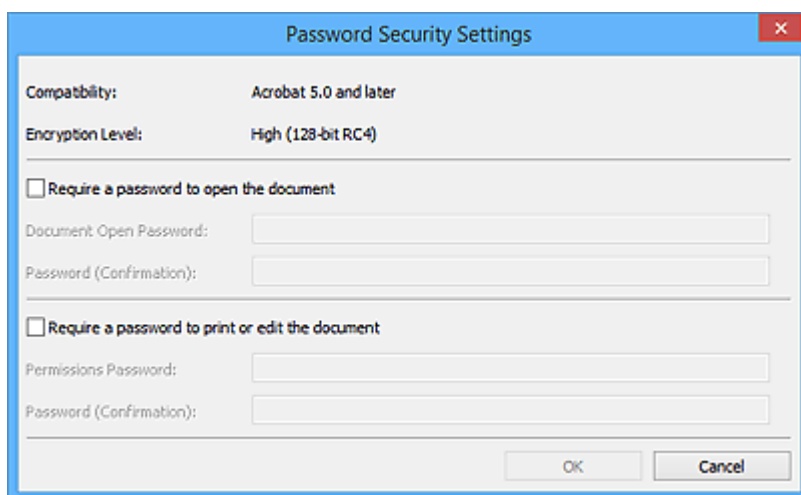 Password Security Settings
Compatibility: Acrobat 5.0 and later
Encryption Level: High (128-bit RC4)
Require a password to open the document
Document Open Password:
Password (Confirmation):
Require a password to print or edit the document
Permissions Password:
Password (Confirmation):
OK Cancel